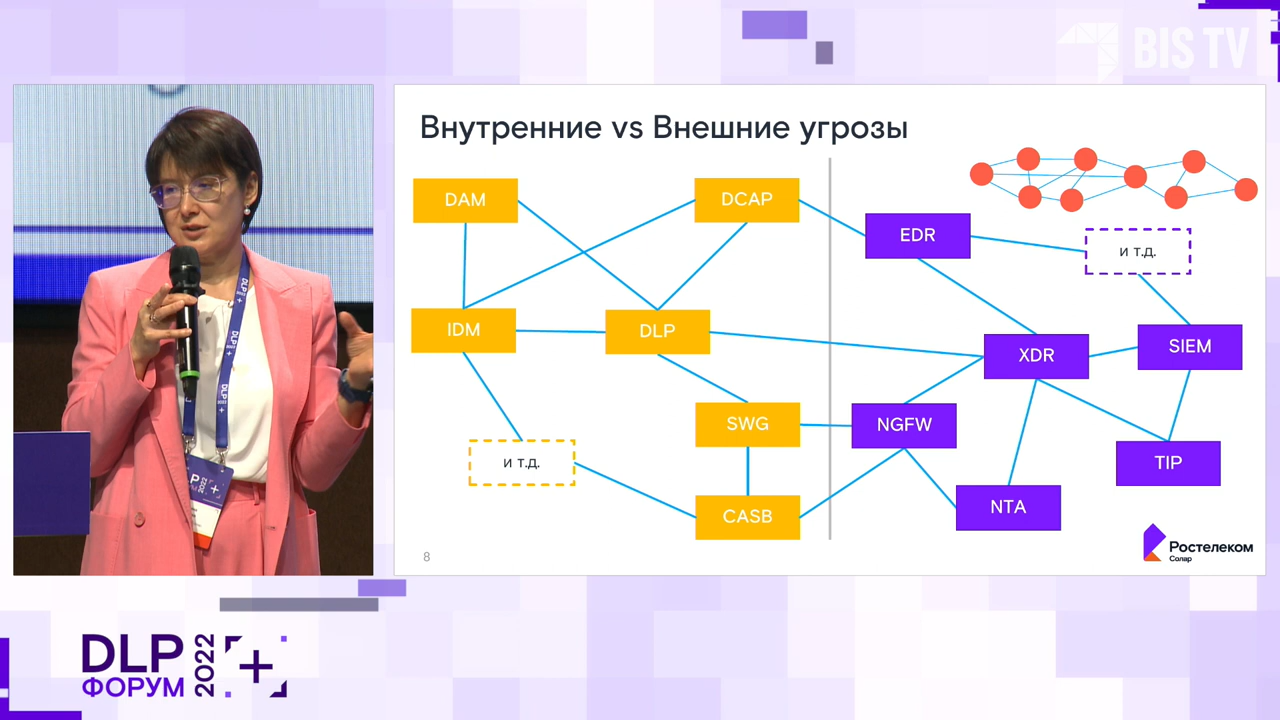 BIS TV
Внутренние vs Внешние угрозы
DAM
DCAP
EDR
и т.д.
IDM
DLP
XDR
SIEM
SWG
NGFW
TIP
и т.д.
CASB
NTA
8
Ростелеком
Солар
DLP
ФОРУМ
2022